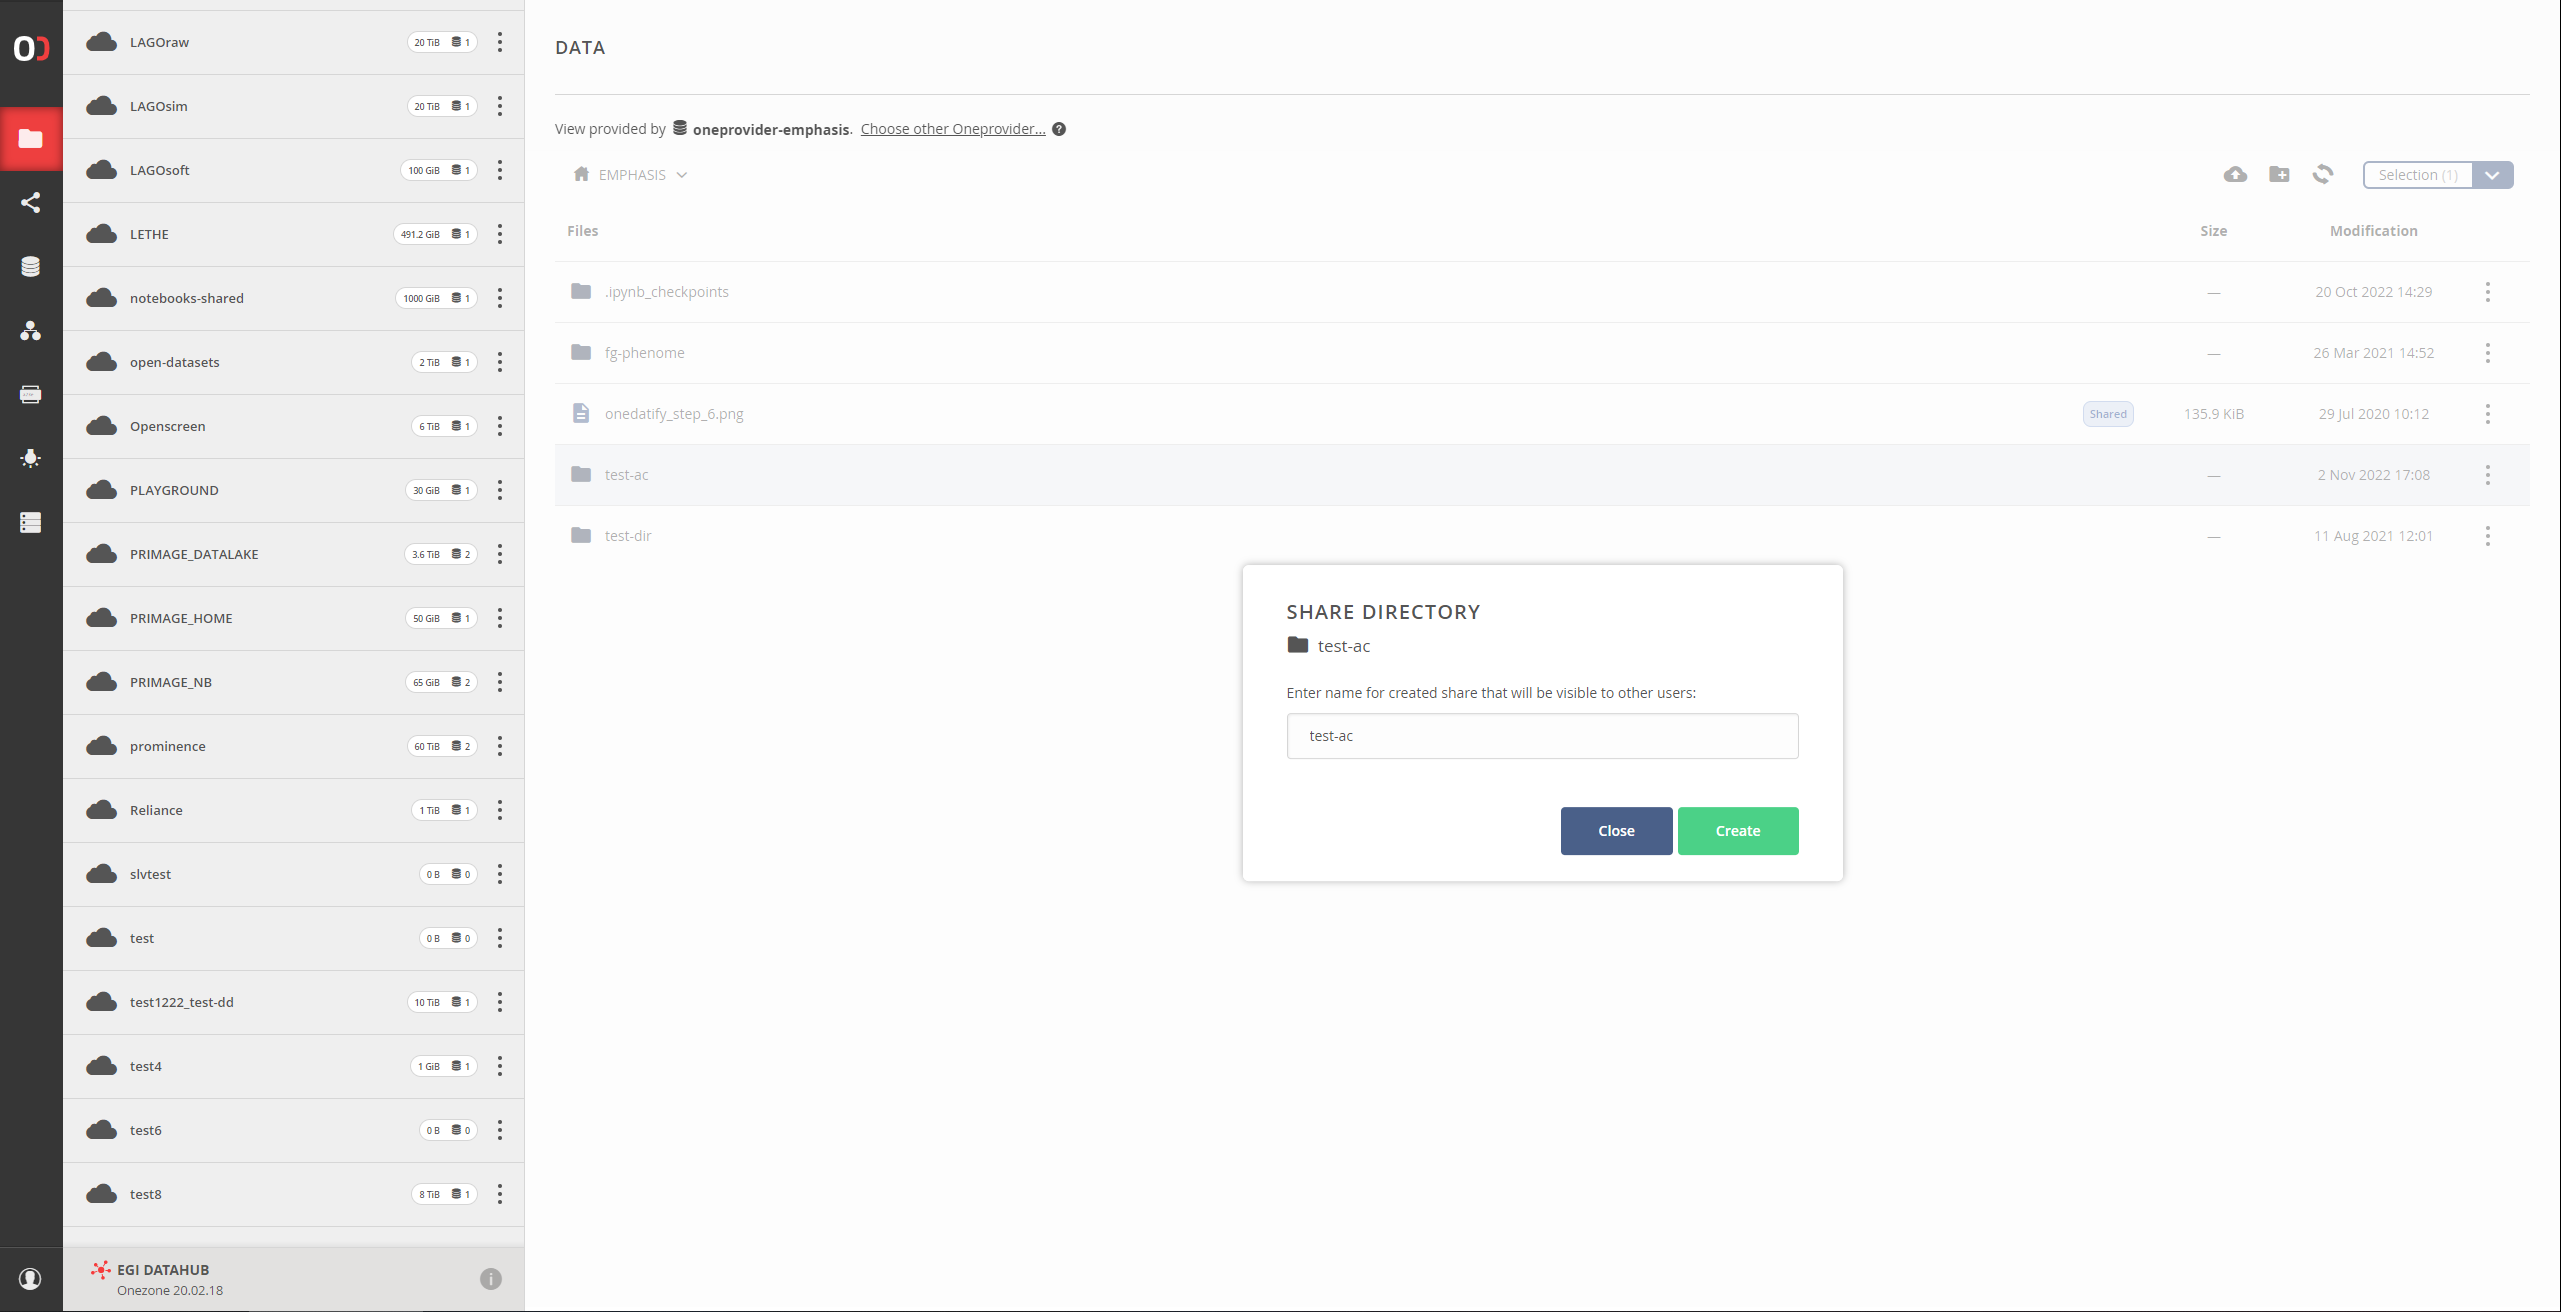 LAGOraw 20 TiB 1
LAGOsim 20 TiB 1
LAGOsoft 100 GiB 1
LETHE 491.2 GiB 1
notebooks-shared 1000 GiB 1
open-datasets 2 TiB 1
Openscreen 6 TiB 1
PLAYGROUND 30 GiB 1
PRIMAGE_DATALAKE 3.6 TiB 2
PRIMAGE_HOME 50 GiB 1
PRIMAGE_NB 65 GiB 2
prominence 60 TiB 2
Reliance 1 TiB 1
slvtest 0 B 0
test 0 B 0
test1222_test-dd 10 TiB 1
test4 1 GiB 1
test6 0 B 0
test8 8 TiB 1
EGI DATAHUB
Onezone 20.02.18
DATA
View provided by oneprovider-emphasis. Choose other Oneprovider... ?
EMPHASIS
Selection (1)
Files Size Modification
.ipynb_checkpoints — 20 Oct 2022 14:29
fg-phenome — 26 Mar 2021 14:52
onedatify_step_6.png Shared 135.9 KiB 29 Jul 2020 10:12
test-ac — 2 Nov 2022 17:08
test-dir — 11 Aug 2021 12:01
SHARE DIRECTORY
test-ac
Enter name for created share that will be visible to other users:
test-ac
Close Create